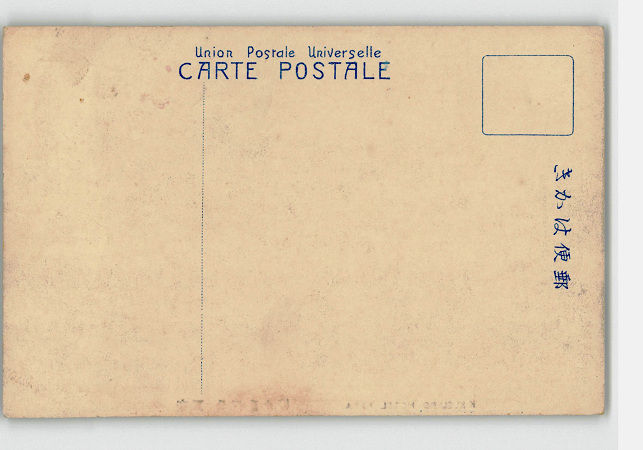 Union Postale Universelle
CARTE POSTALE
郵便はかき